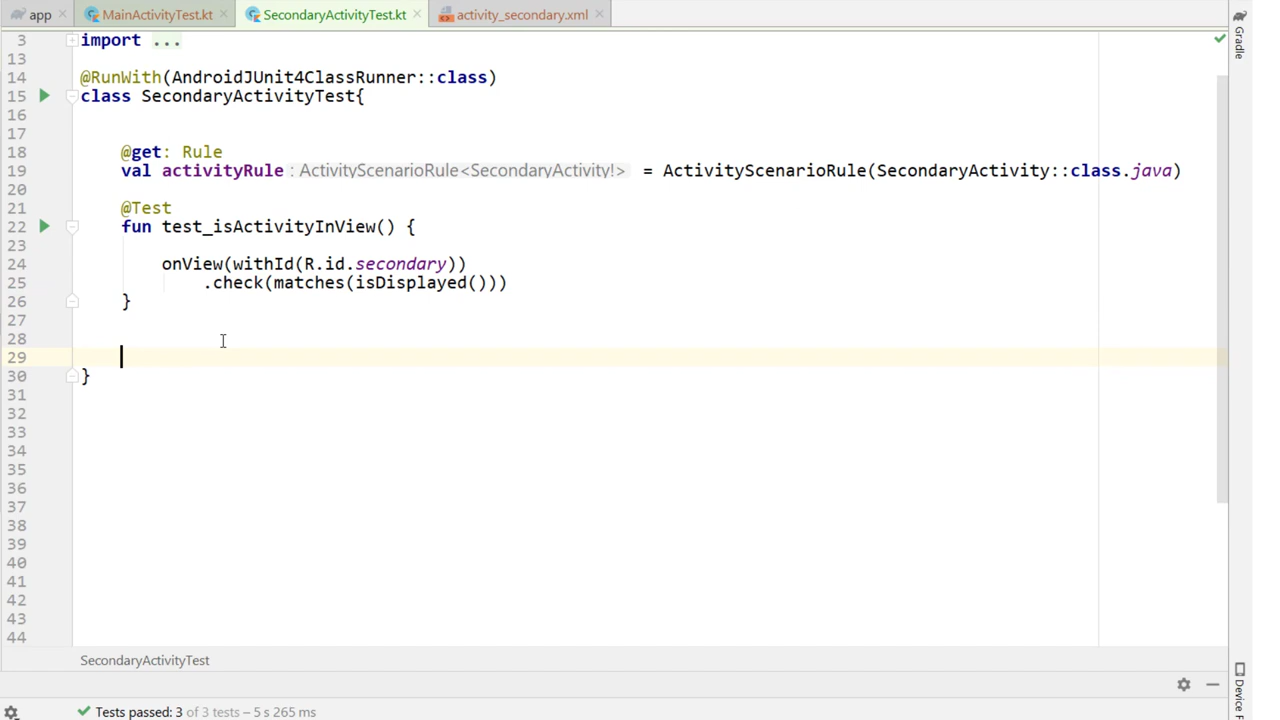 app MainActivityTest.kt SecondaryActivityTest.kt activity_secondary.xml
3 import ...
13
14 @RunWith(AndroidJUnit4ClassRunner::class)
15 class SecondaryActivityTest{
16
17
18 @get: Rule
19 val activityRule : ActivityScenarioRule<SecondaryActivity!> = ActivityScenarioRule(SecondaryActivity::class.java)
20
21 @Test
22 fun test_isActivityInView() {
23
24 onView(withId(R.id.secondary))
25 .check(matches(isDisplayed()))
26 }
27
28
29
30 }
31
32
33
34
35
36
37
38
39
40
41
42
43
44
SecondaryActivityTest
Tests passed: 3 of 3 tests – 5 s 265 ms
Gradle
Device F